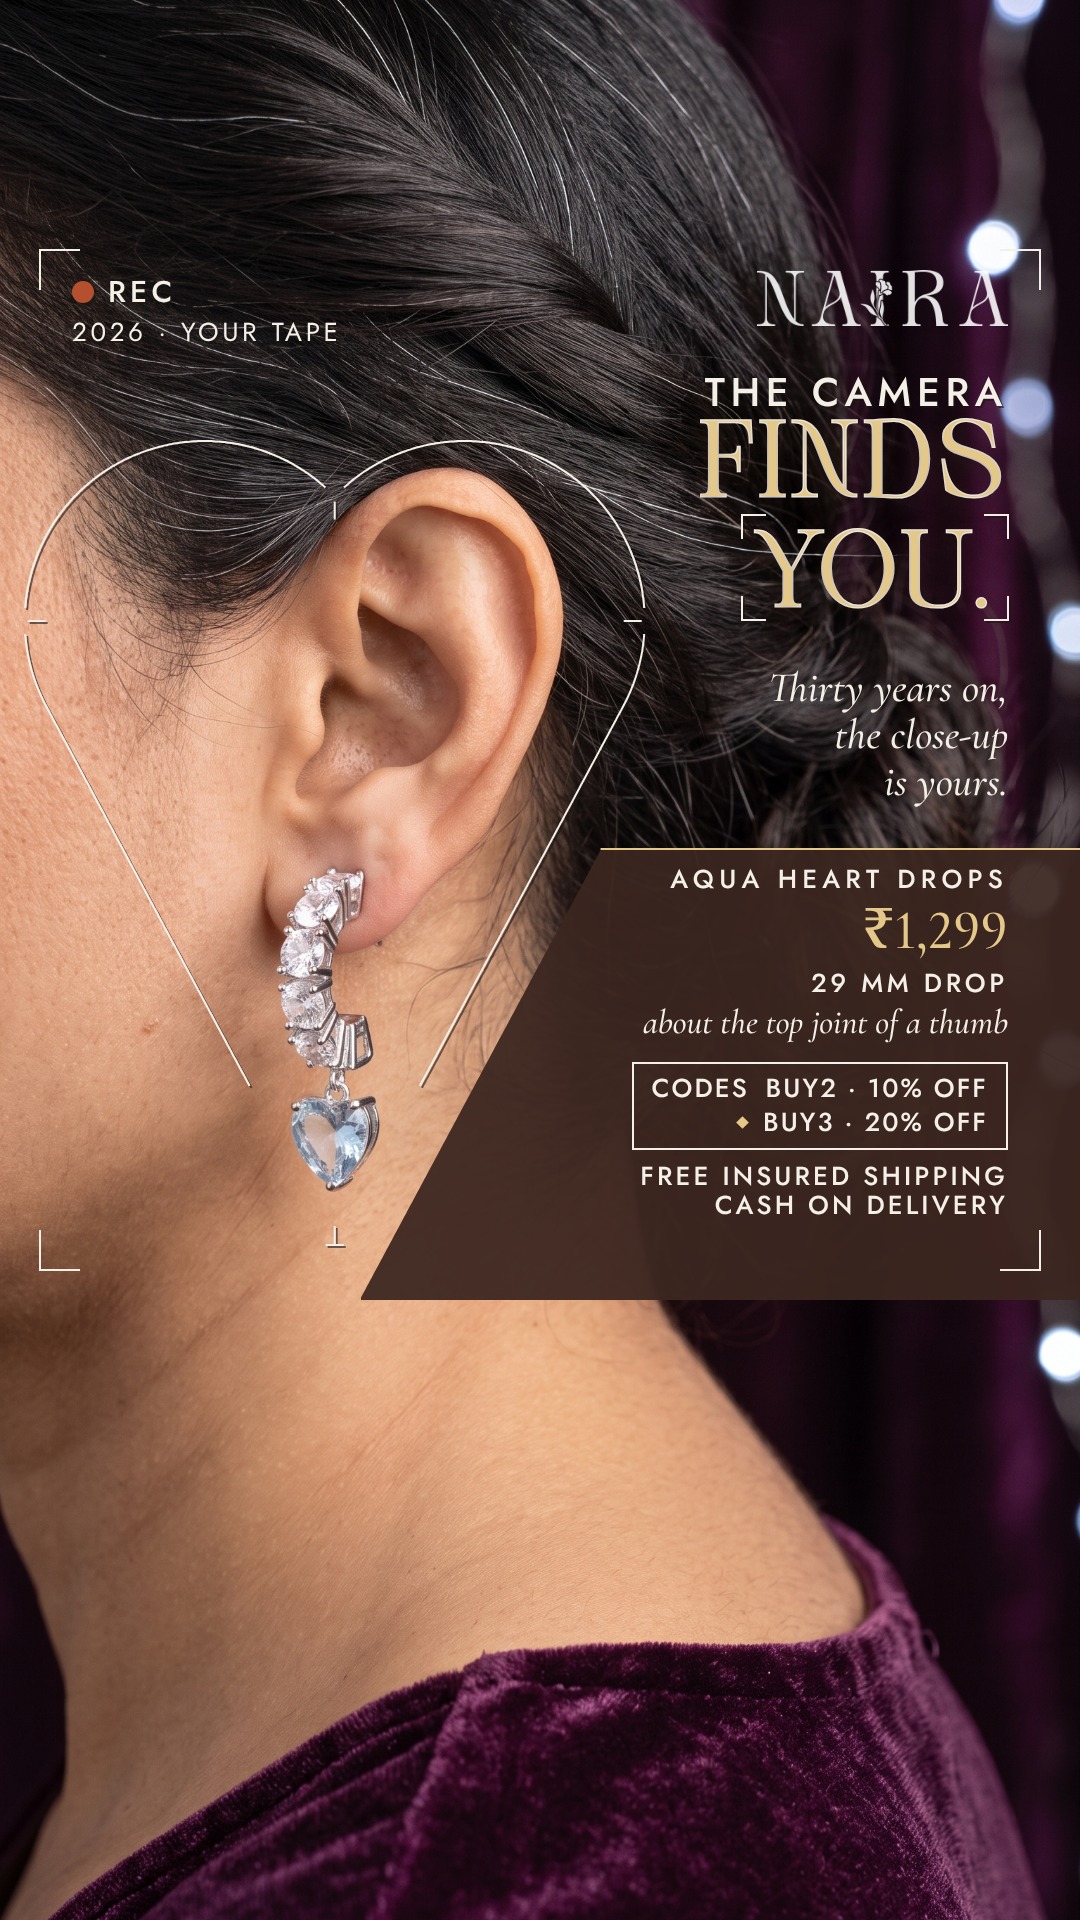 REC
2026 · YOUR TAPE
NAIRA
THE CAMERA
FINDS
YOU.
Thirty years on,
the close-up
is yours.
AQUA HEART DROPS
₹1,299
29 MM DROP
about the top joint of a thumb
CODES BUY2 · 10% OFF
◆ BUY3 · 20% OFF
FREE INSURED SHIPPING
CASH ON DELIVERY